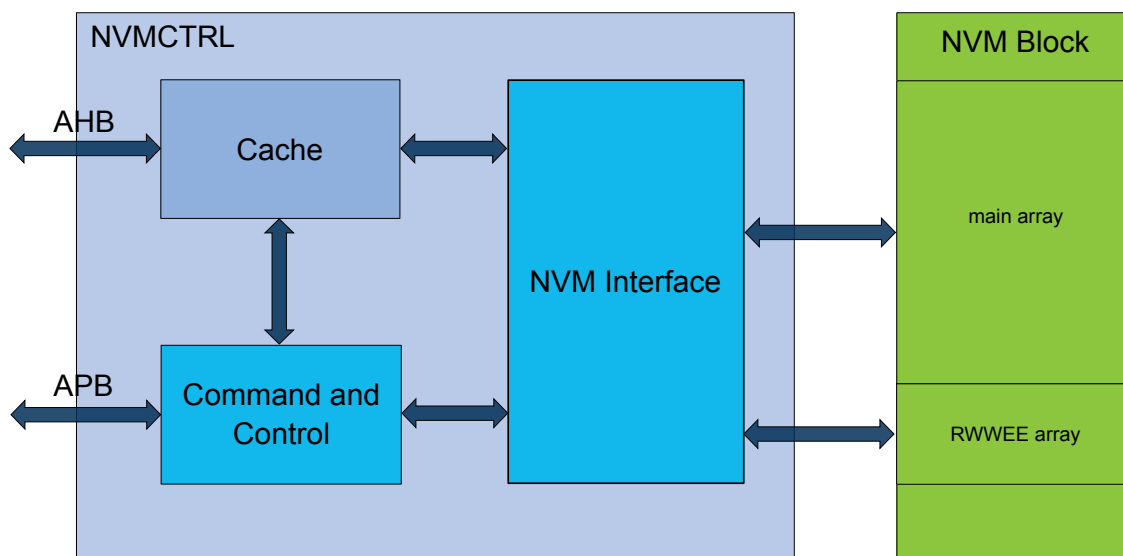 NVMCTRL
NVM Block
AHB
Cache
main array
NVM Interface
APB
Command and
Control
RWWEE array